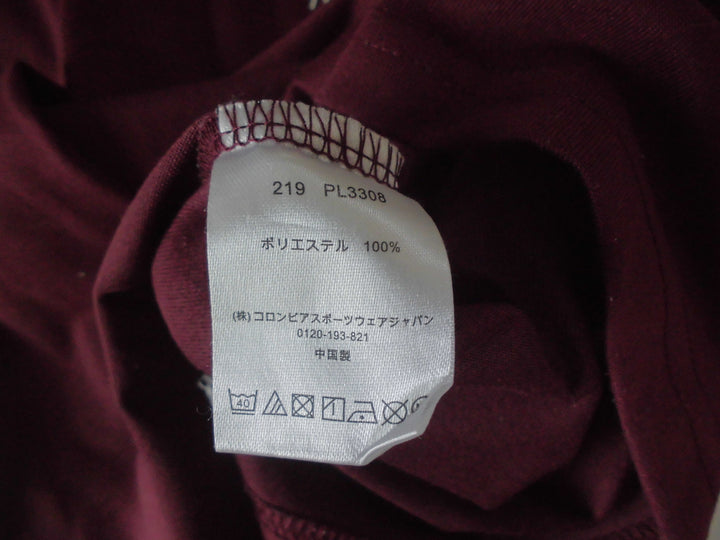 219 PL3308
ポリエステル 100%
(株)コロンビアスポーツウェアジャパン
0120-193-821
中国製
40